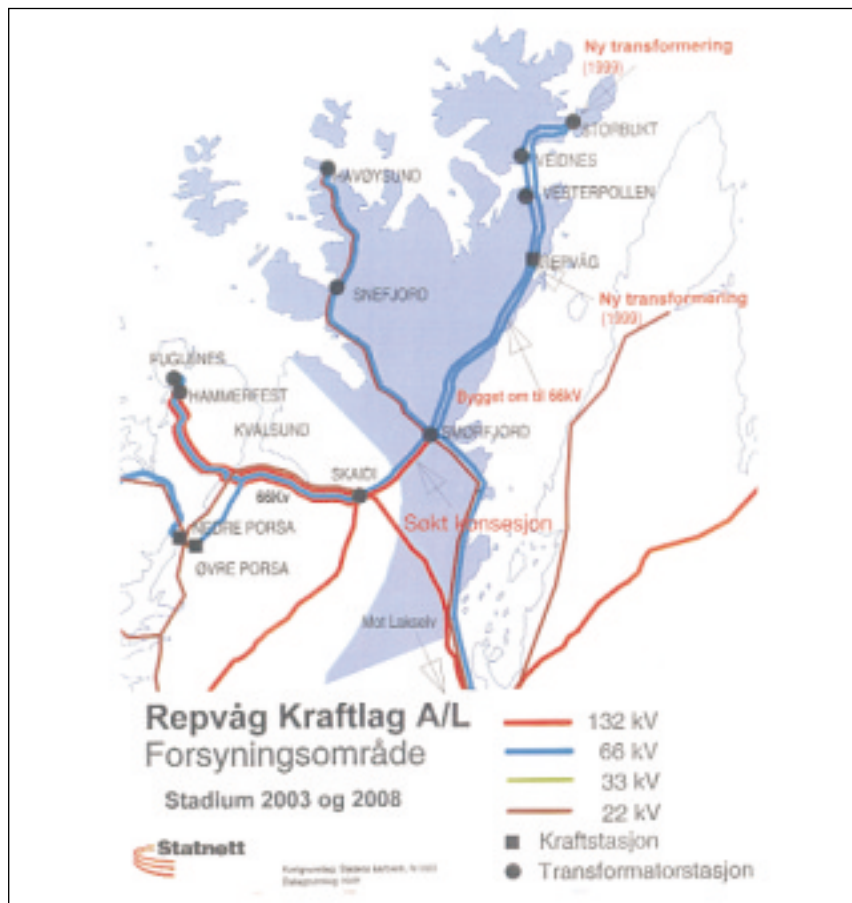 Ny transformering
(1999)
STORBUKT
VEIDNES
HAVØYSUND
VESTERPOLLEN
SNEFJORD
Ny transformering
(1999)
FUGLENES
HAMMERFEST
Bygget om til 66kV
KVALSUND
SMØRFJORD
SKAIDI
66Kv
Søkt konsesjon
NEDRE PORSA
ØVRE PORSA
Mot Lakselv
Repvåg Kraftlag A/L
Forsyningsområde
Stadium 2003 og 2008
132 kV
66 kV
33 kV
22 kV
Kraftstasjon
Transformatorstasjon
Statnett